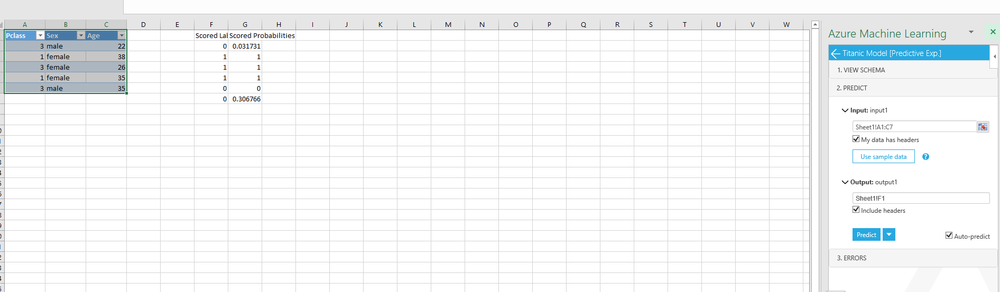 A B C D E F G H I J K L M N O P Q R S T U V W
Pclass Sex Age Scored Lal Scored Probabilities
3 male 22 0 0.031731
1 female 38 1 1
3 female 26 1 1
1 female 35 1 1
3 male 35 0 0
0 0.306766
Azure Machine Learning
Titanic Model [Predictive Exp.]
1. VIEW SCHEMA
2. PREDICT
Input: input1
Sheet1!A1:C7
My data has headers
Use sample data ?
Output: output1
Sheet1!F1
Include headers
Predict Auto-predict
3. ERRORS